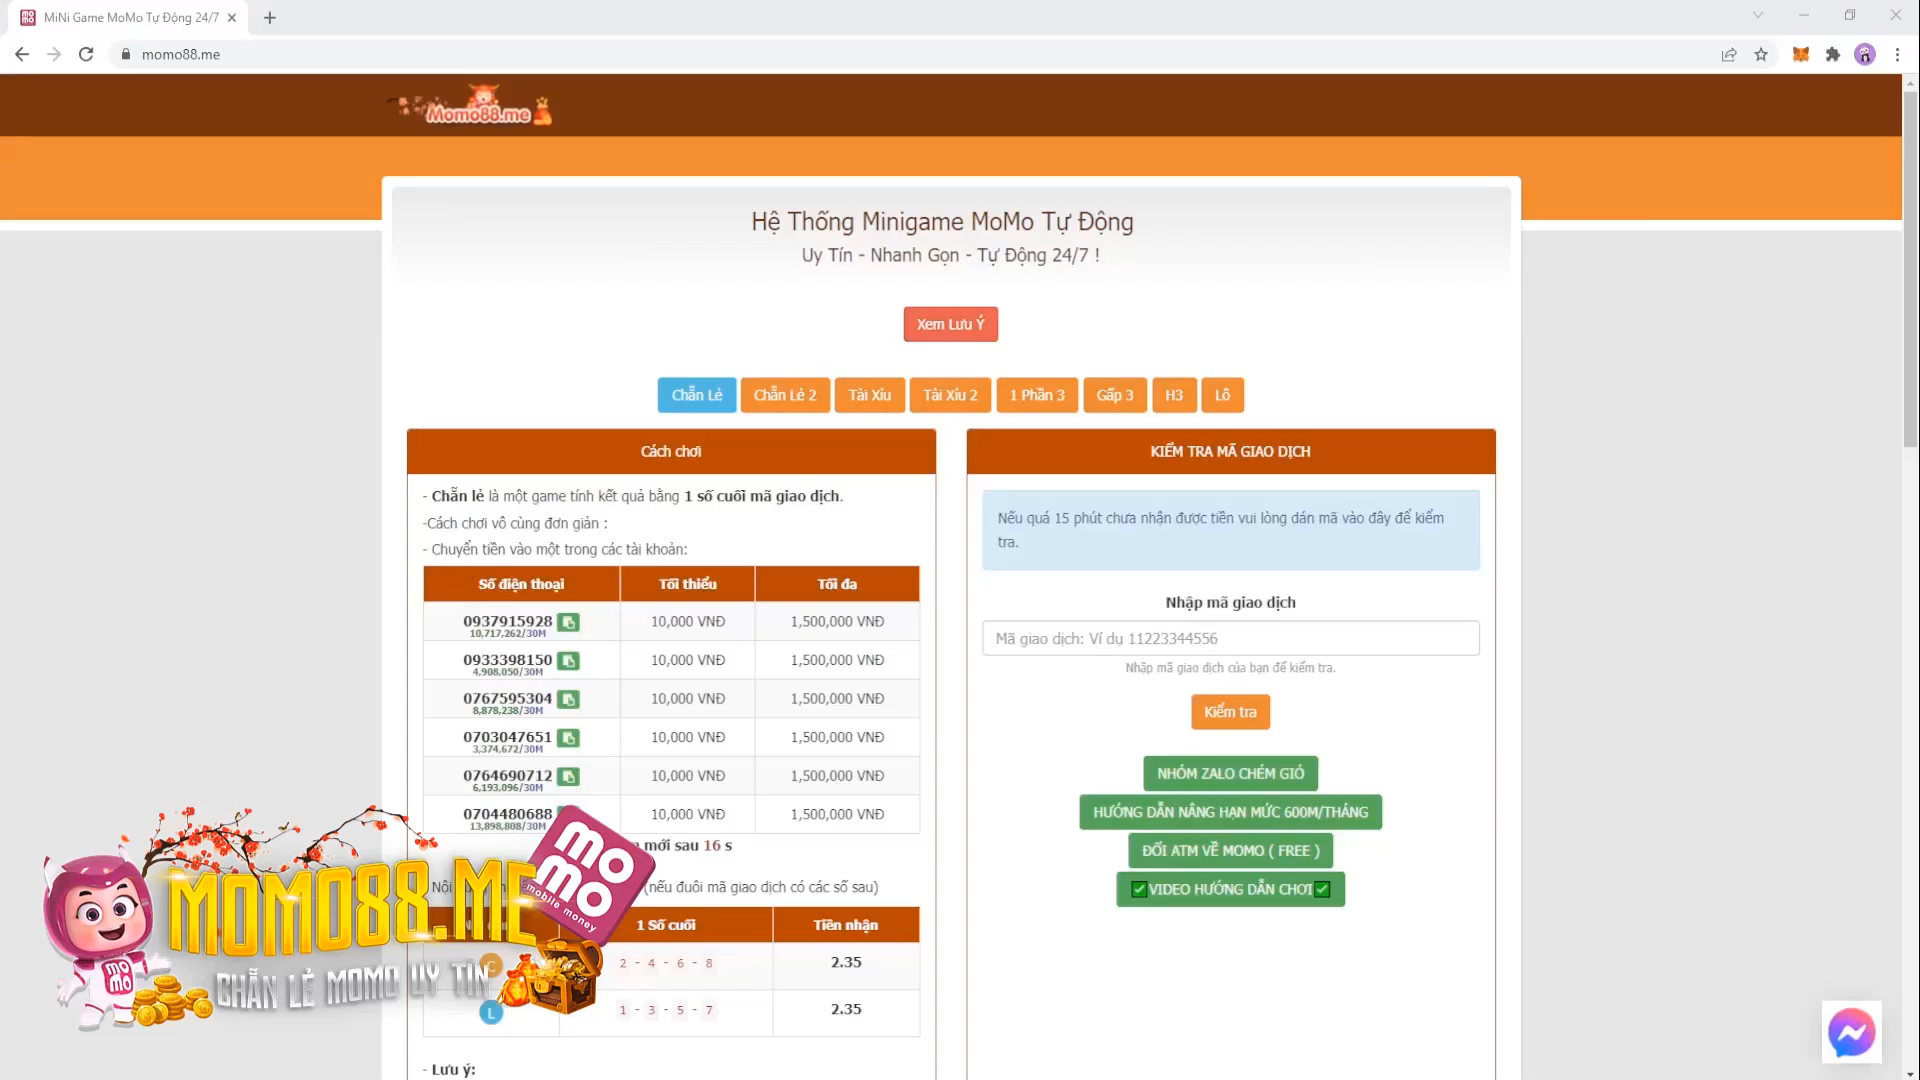 MiNi Game MoMo Tự Động 24/7
momo88.me
Momo88.me
Hệ Thống Minigame MoMo Tự Động
Uy Tín - Nhanh Gọn - Tự Động 24/7 !
Xem Lưu Ý
Chẵn Lẻ
Chẵn Lẻ 2
Tài Xỉu
Tài Xỉu 2
1 Phần 3
Gấp 3
H3
Lô
Cách chơi
- Chẵn lẻ là một game tính kết quả bằng 1 số cuối mã giao dịch.
-Cách chơi vô cùng đơn giản :
- Chuyển tiền vào một trong các tài khoản:
Số điện thoại Tối thiểu Tối đa
0937915928 10,000 VNĐ 1,500,000 VNĐ
10,717,262/30M
0933398150 10,000 VNĐ 1,500,000 VNĐ
4,908,050/30M
0767595304 10,000 VNĐ 1,500,000 VNĐ
8,878,238/30M
0703047651 10,000 VNĐ 1,500,000 VNĐ
3,374,672/30M
0764690712 10,000 VNĐ 1,500,000 VNĐ
6,193,096/30M
0704480688 10,000 VNĐ 1,500,000 VNĐ
13,898,808/30M
mới sau 16 s
(nếu đuôi mã giao dịch có các số sau)
1 Số cuối Tiền nhận
C 2 - 4 - 6 - 8 2.35
L 1 - 3 - 5 - 7 2.35
- Lưu ý:
KIỂM TRA MÃ GIAO DỊCH
Nếu quá 15 phút chưa nhận được tiền vui lòng dán mã vào đây để kiểm
tra.
Nhập mã giao dịch
Mã giao dịch: Ví dụ 11223344556
Nhập mã giao dịch của bạn để kiểm tra.
Kiểm tra
NHÓM ZALO CHÉM GIÓ
HƯỚNG DẪN NÂNG HẠN MỨC 600M/THÁNG
ĐỔI ATM VỀ MOMO ( FREE )
VIDEO HƯỚNG DẪN CHƠI
MOMO88.ME
CHẴN LẺ MOMO UY TÍN
mo
mo
mobile money
mo
mo